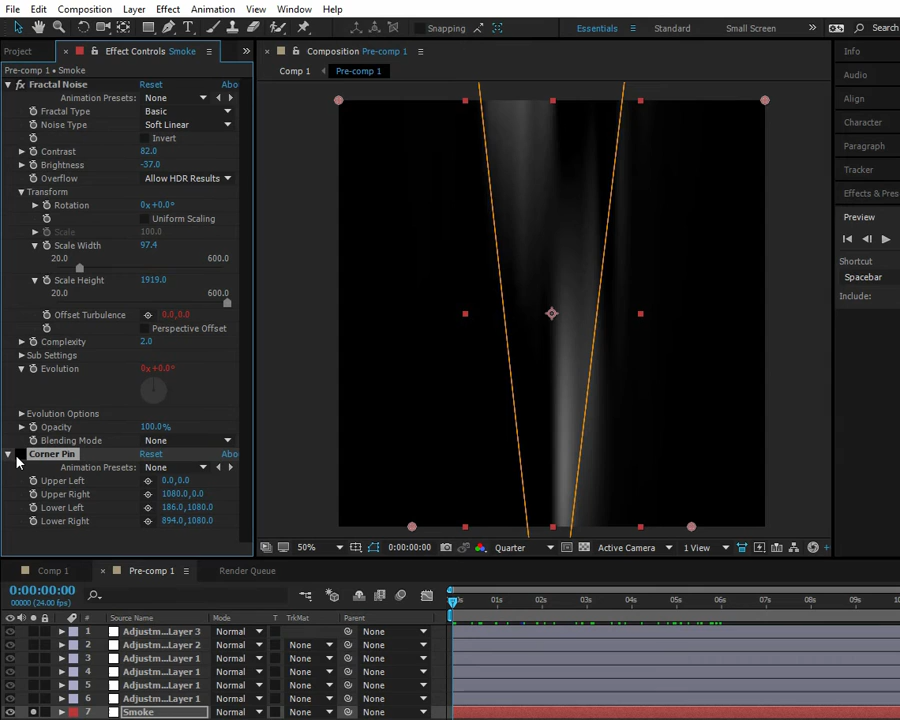 File Edit Composition Layer Effect Animation View Window Help
Snapping Essentials Standard Small Screen » Search
Project × Effect Controls Smoke ≡ » × Composition Pre-comp 1 ≡ Info
Pre-comp 1 • Smoke Comp 1 Pre-comp 1
fx Fractal Noise Reset Abo Audio
Animation Presets: None Align
Fractal Type Basic
Noise Type Soft Linear Character
Invert
Contrast 82.0 Paragraph
Brightness -37.0
Overflow Allow HDR Results Tracker
Transform Effects & Pres
Rotation 0x+0.0°
Uniform Scaling Preview
Scale 100.0
Scale Width 97.4
20.0 600.0 Shortcut
Scale Height 1919.0 Spacebar
20.0 600.0 Include:
Offset Turbulence 0.0,0.0
Perspective Offset
Complexity 2.0
Sub Settings
Evolution 0x+0.0°
Evolution Options
Opacity 100.0%
Blending Mode None
Corner Pin Reset Abo
Animation Presets: None
Upper Left 0.0,0.0
Upper Right 1080.0,0.0
Lower Left 186.0,1080.0
Lower Right 894.0,1080.0
50% 0:00:00:00 Quarter Active Camera 1 View
Comp 1 × Pre-comp 1 ≡ Render Queue
0:00:00:00
00000 (24.00 fps) 01s 02s 03s 04s 05s 06s 07s 08s 09s
# Source Name Mode T TrkMat Parent
1 Adjustm...Layer 3 Normal None
2 Adjustm...Layer 2 Normal None None
3 Adjustm...Layer 1 Normal None None
4 Adjustm...Layer 1 Normal None None
5 Adjustm...Layer 1 Normal None None
6 Adjustm...Layer 1 Normal None None
7 Smoke Normal None None